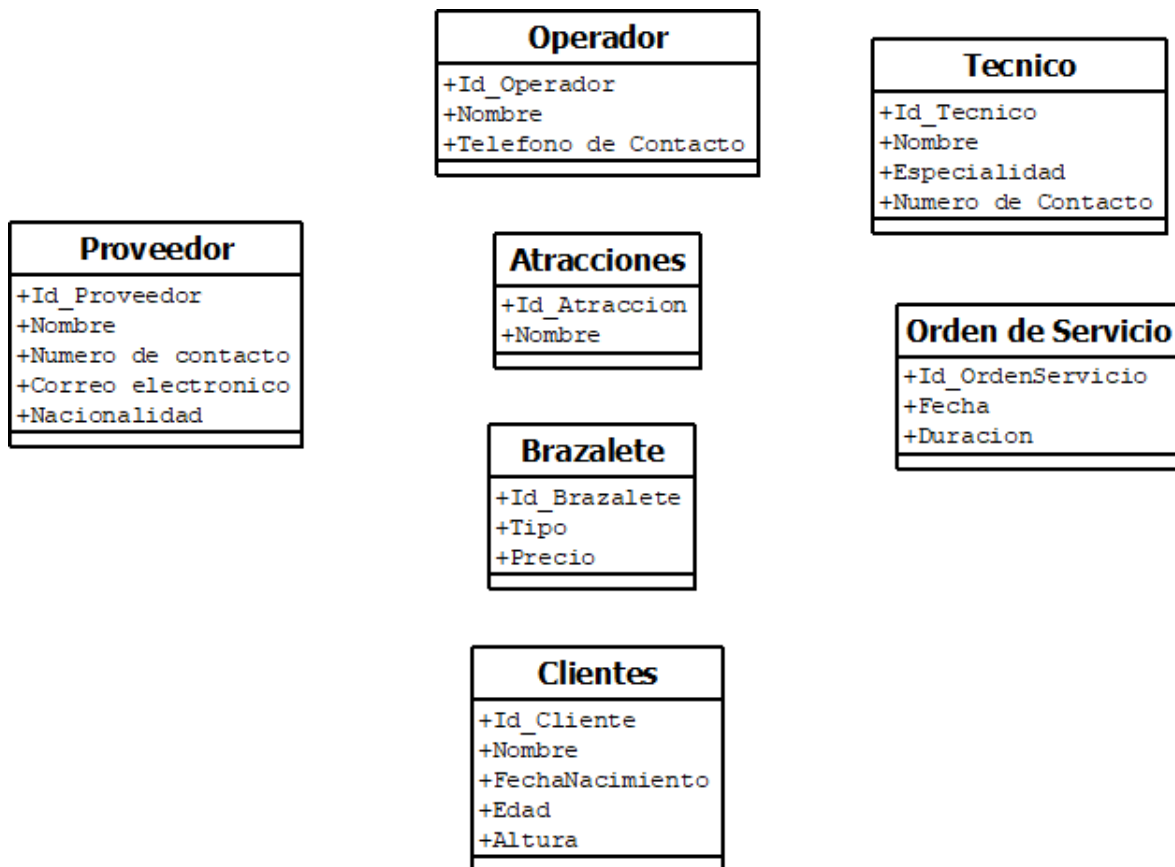 Operador
+Id_Operador
+Nombre
+Telefono de Contacto
Tecnico
+Id_Tecnico
+Nombre
+Especialidad
+Numero de Contacto
Proveedor
+Id_Proveedor
+Nombre
+Numero de contacto
+Correo electronico
+Nacionalidad
Atracciones
+Id_Atraccion
+Nombre
Orden de Servicio
+Id_OrdenServicio
+Fecha
+Duracion
Brazalete
+Id_Brazalete
+Tipo
+Precio
Clientes
+Id_Cliente
+Nombre
+FechaNacimiento
+Edad
+Altura